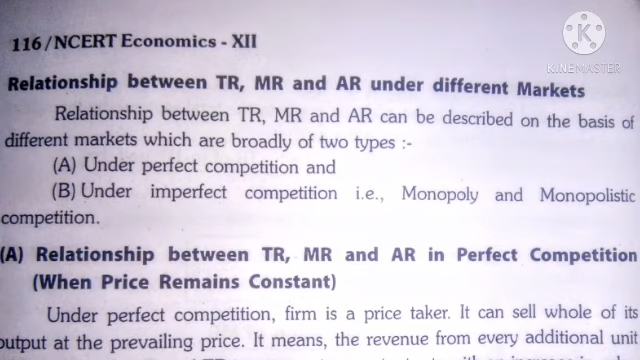 116/NCERT Economics - XII
KINEMASTER
Relationship between TR, MR and AR under different Markets
Relationship between TR, MR and AR can be described on the basis of
different markets which are broadly of two types :-
(A) Under perfect competition and
(B) Under imperfect competition i.e., Monopoly and Monopolistic
competition.
(A) Relationship between TR, MR and AR in Perfect Competition
(When Price Remains Constant)
Under perfect competition, firm is a price taker. It can sell whole of its
output at the prevailing price. It means, the revenue from every additional unit